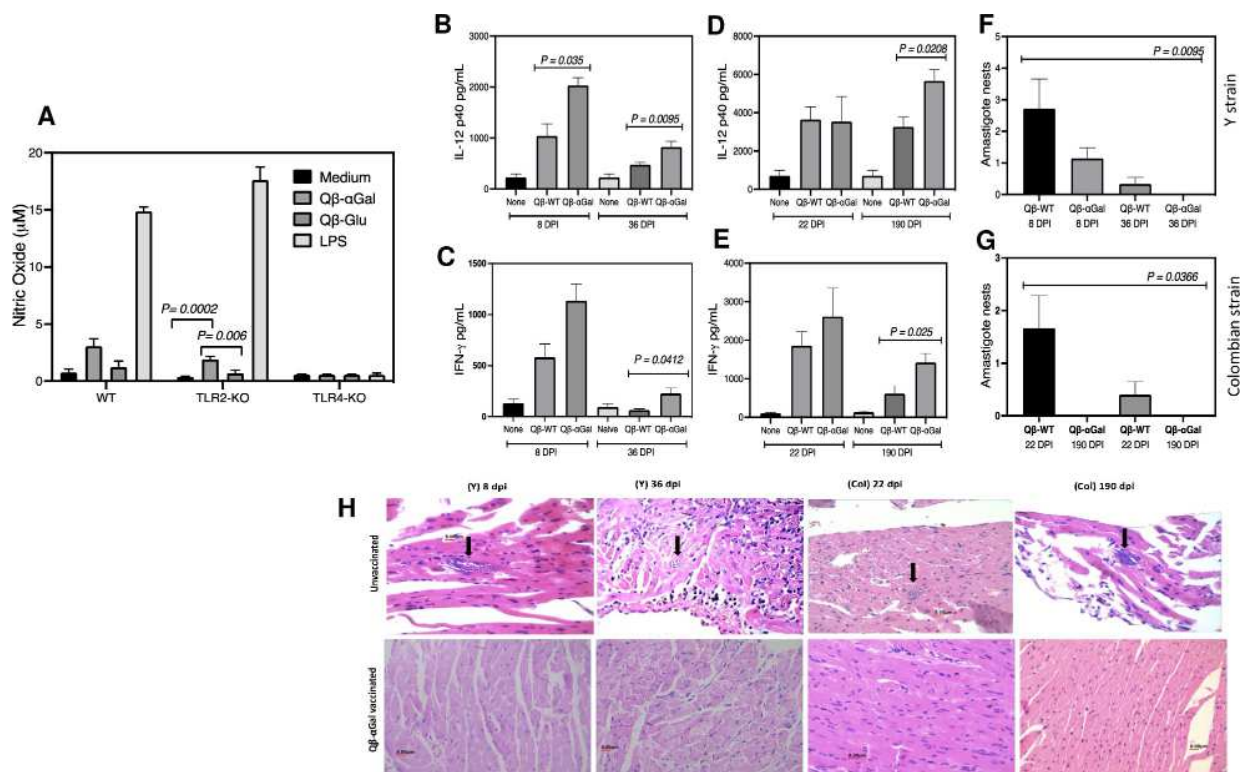 A
Nitric Oxide (μM)
20
15
10
5
0
Medium
Qβ-αGal
Qβ-Glu
LPS
P= 0.0002
P= 0.006
WT TLR2-KO TLR4-KO
B
IL-12 p40 pg/mL
3000
2000
1000
0
P = 0.035
P = 0.0095
None Qβ-WT Qβ-αGal None Qβ-WT Qβ-αGal
8 DPI 36 DPI
C
IFN-γ pg/mL
1500
1000
500
0
P = 0.0412
None Qβ-WT Qβ-αGal Naive Qβ-WT Qβ-αGal
8 DPI 36 DPI
D
IL-12 p40 pg/mL
8000
6000
4000
2000
0
P = 0.0208
None Qβ-WT Qβ-αGal None Qβ-WT Qβ-αGal
22 DPI 190 DPI
E
IFN-γ pg/mL
4000
3000
2000
1000
0
P = 0.025
None Qβ-WT Qβ-αGal None Qβ-WT Qβ-αGal
22 DPI 190 DPI
F
Amastigote nests
5
4
3
2
1
0
P = 0.0095
Qβ-WT Qβ-αGal Qβ-WT Qβ-αGal
8 DPI 8 DPI 36 DPI 36 DPI
Y strain
G
Amastigote nests
3
2
1
0
P = 0.0366
Qβ-WT Qβ-αGal Qβ-WT Qβ-αGal
22 DPI 190 DPI 22 DPI 190 DPI
Colombian strain
H
(Y) 8 dpi (Y) 36 dpi (Col) 22 dpi (Col) 190 dpi
Unvaccinated
Qβ-αGal vaccinated